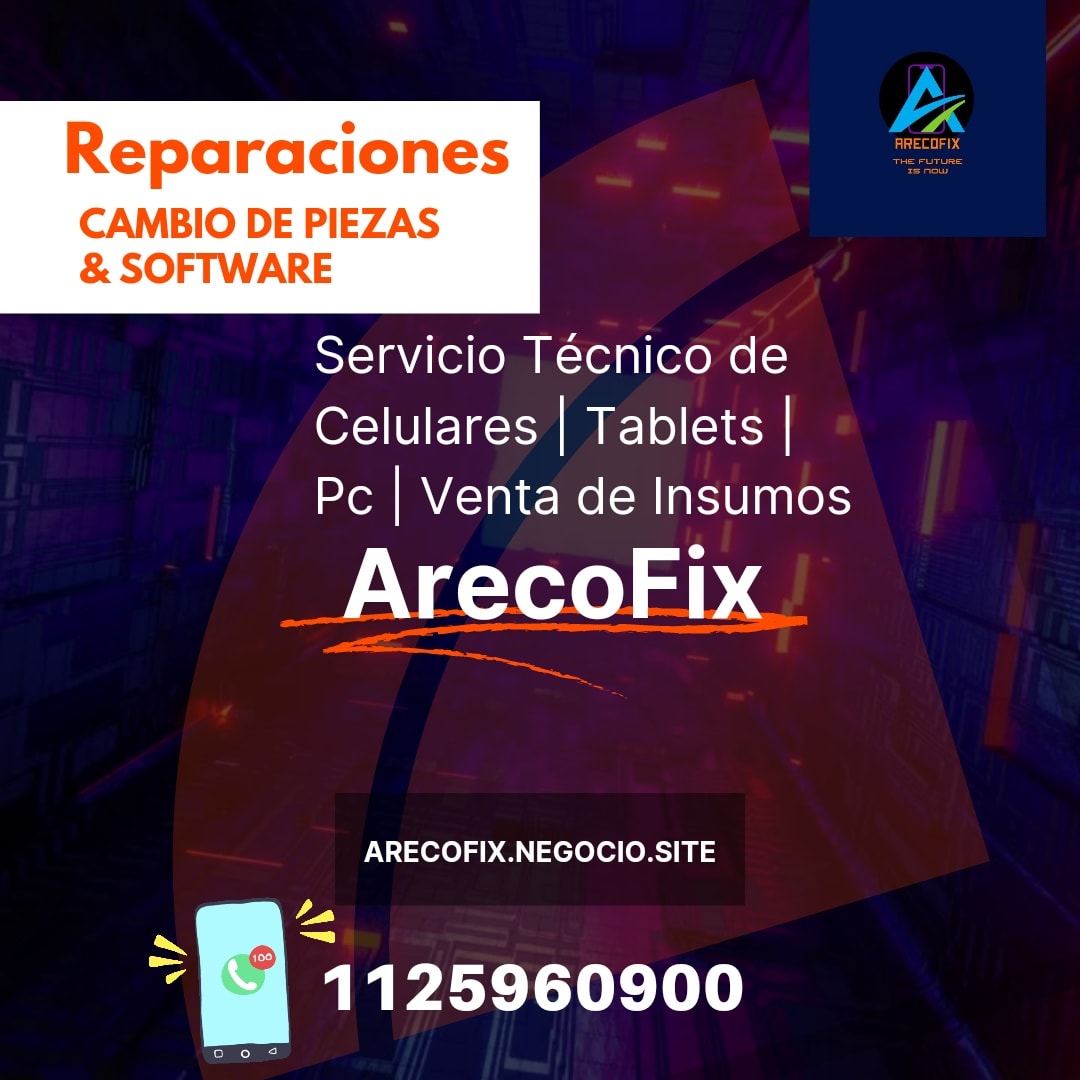 Reparaciones
CAMBIO DE PIEZAS
& SOFTWARE
ARECOFIX
THE FUTURE
IS NOW
Servicio Técnico de
Celulares | Tablets |
Pc | Venta de Insumos
ArecoFix
ARECOFIX.NEGOCIO.SITE
100
1125960900